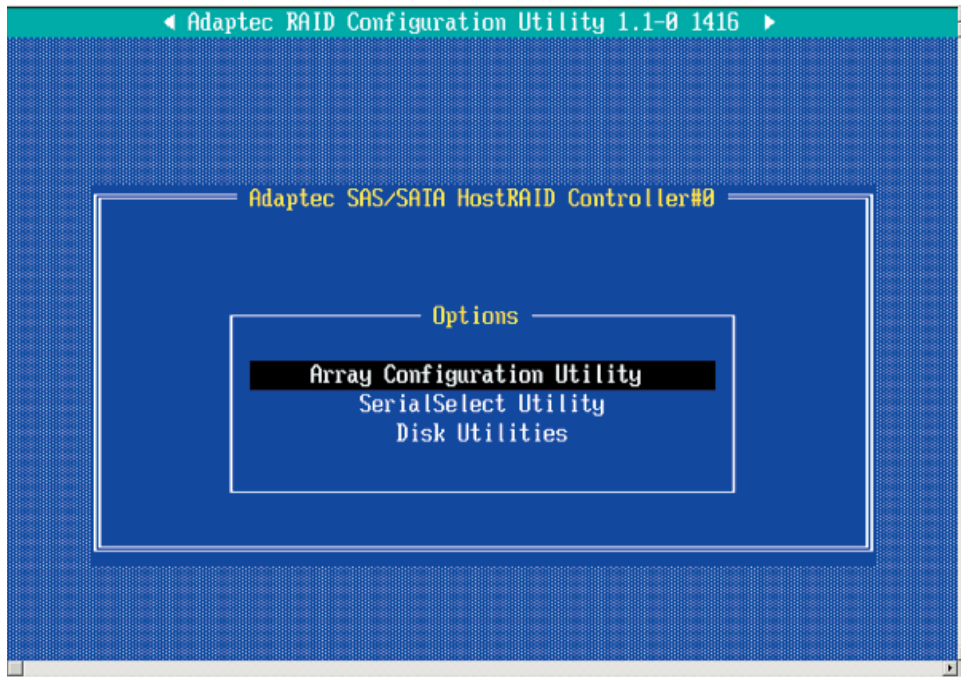 ◄ Adaptec RAID Configuration Utility 1.1-0 1416 ►
Adaptec SAS/SATA HostRAID Controller#0
Options
Array Configuration Utility
SerialSelect Utility
Disk Utilities